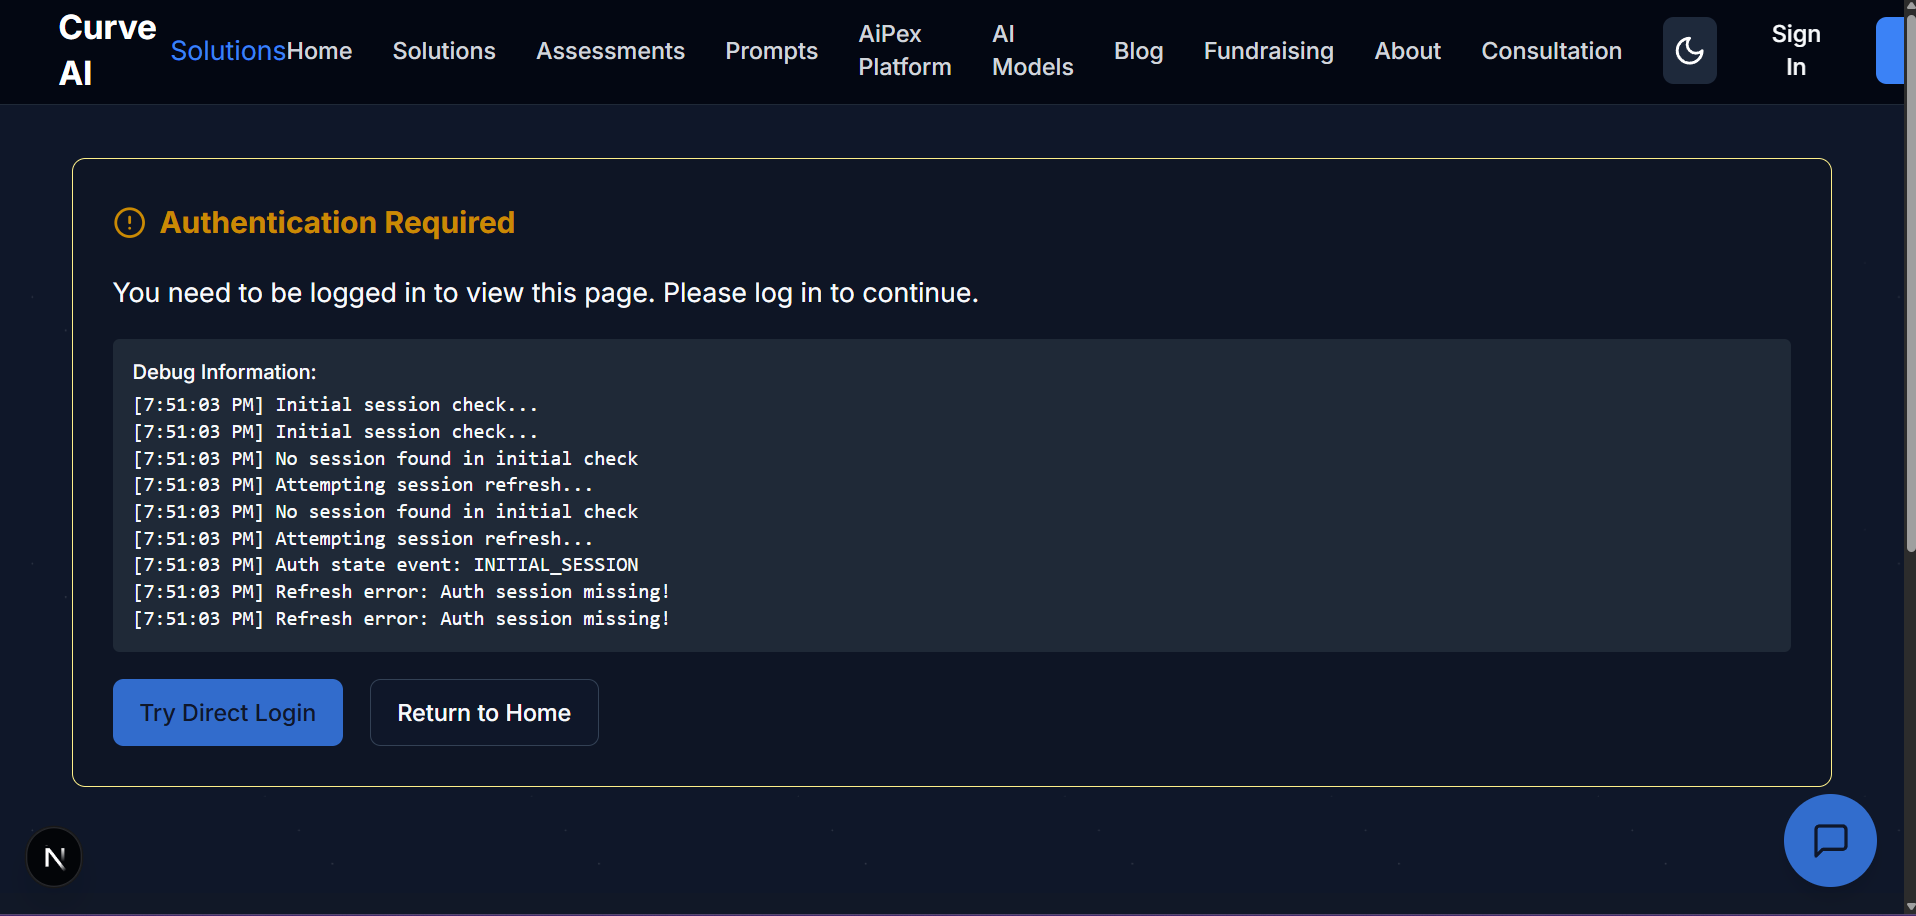 Curve
AI
Solutions
Home
Solutions
Assessments
Prompts
AiPex
Platform
AI
Models
Blog
Fundraising
About
Consultation
Sign
In
Authentication Required
You need to be logged in to view this page. Please log in to continue.
Debug Information:
[7:51:03 PM] Initial session check...
[7:51:03 PM] Initial session check...
[7:51:03 PM] No session found in initial check
[7:51:03 PM] Attempting session refresh...
[7:51:03 PM] No session found in initial check
[7:51:03 PM] Attempting session refresh...
[7:51:03 PM] Auth state event: INITIAL_SESSION
[7:51:03 PM] Refresh error: Auth session missing!
[7:51:03 PM] Refresh error: Auth session missing!
Try Direct Login
Return to Home
N